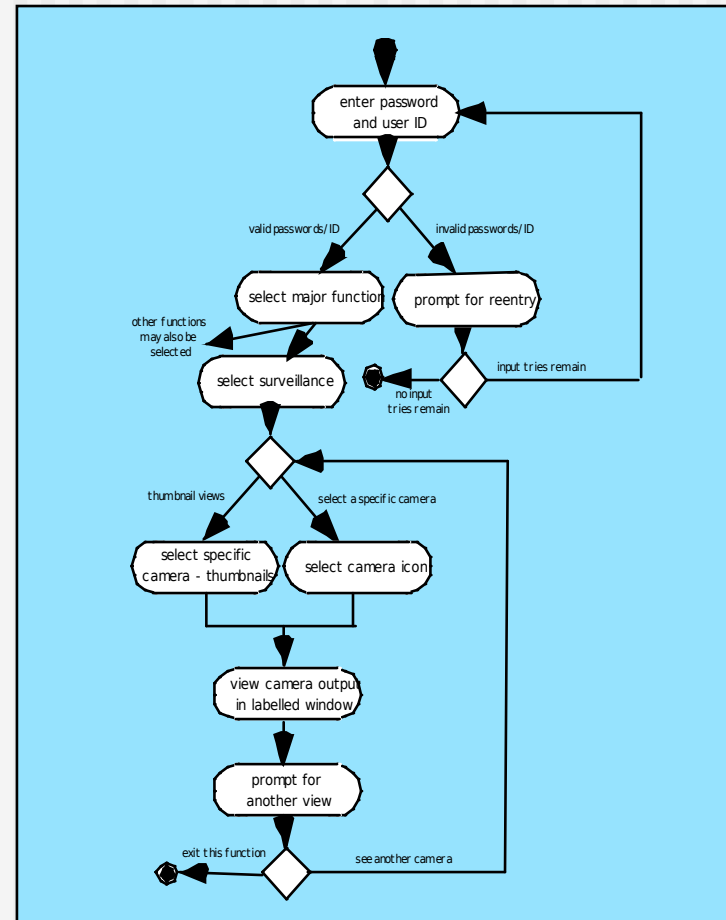 enter password
and user ID
valid passwords/ID
invalid passwords/ID
select major function
prompt for reentry
other functions
may also be
selected
select surveillance
no input
tries remain
input tries remain
thumbnail views
select a specific camera
select specific
camera - thumbnails
select camera icon
view camera output
in labelled window
prompt for
another view
exit this function
see another camera